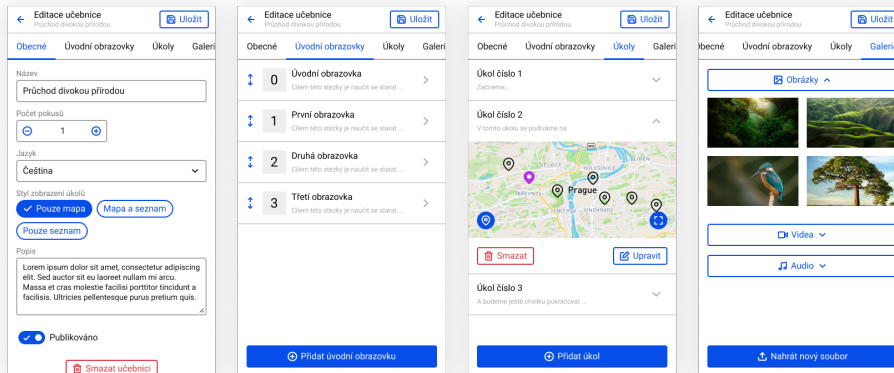 Editace učebnice
Průchod divokou přírodou
Uložit
Obecné Úvodní obrazovky Úkoly Galeri
Název
Průchod divokou přírodou
Počet pokusů
1
Jazyk
Čeština
Styl zobrazení úkolů
Pouze mapa Mapa a seznam
Pouze seznam
Popis
Lorem ipsum dolor sit amet, consectetur adipiscing
elit. Sed auctor sit eu laoreet nullam mi arcu.
Massa et cras molestie facilisi porttitor tincidunt a
facilisis. Ultricies pellentesque purus pretium quis.
Publikováno
Smazat učebnici
Editace učebnice
Průchod divokou přírodou
Uložit
Obecné Úvodní obrazovky Úkoly Galeri
0 Úvodní obrazovka
Cílem této stezky je naučit se starat ...
1 První obrazovka
Cílem této stezky je naučit se starat ...
2 Druhá obrazovka
Cílem této stezky je naučit se starat ...
3 Třetí obrazovka
Cílem této stezky je naučit se starat ...
Přidat úvodní obrazovku
Editace učebnice
Průchod divokou přírodou
Uložit
Obecné Úvodní obrazovky Úkoly Galeri
Úkol číslo 1
Začneme...
Úkol číslo 2
V tomto úkolu se podíváme na
DEJVICE
HOLEŠOVICE
LIBEŇ
BŘEVNOV
Prague
SMÍCHOV
VINOHRADY
Smazat Upravit
Úkol číslo 3
A budeme ještě chvilku pokračovat ...
Přidat úkol
Editace učebnice
Průchod divokou přírodou
Uložit
becné Úvodní obrazovky Úkoly Galeri
Obrázky
Videa
Audio
Nahrát nový soubor